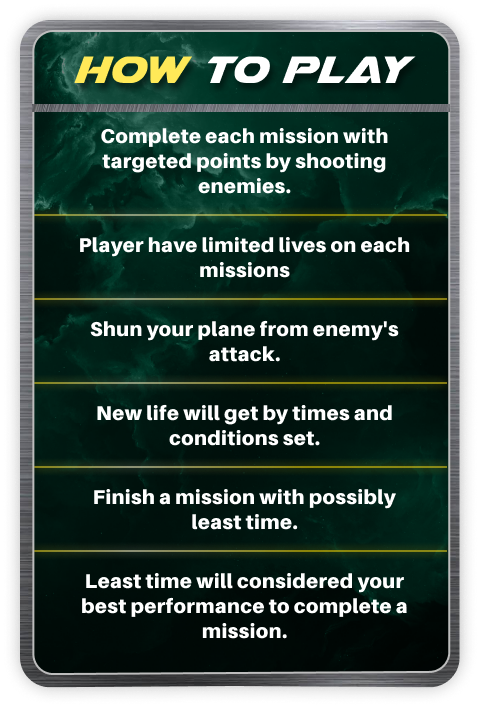 HOW TO PLAY
Complete each mission with
targeted points by shooting
enemies.
Player have limited lives on each
missions
Shun your plane from enemy's
attack.
New life will get by times and
conditions set.
Finish a mission with possibly
least time.
Least time will considered your
best performance to complete a
mission.